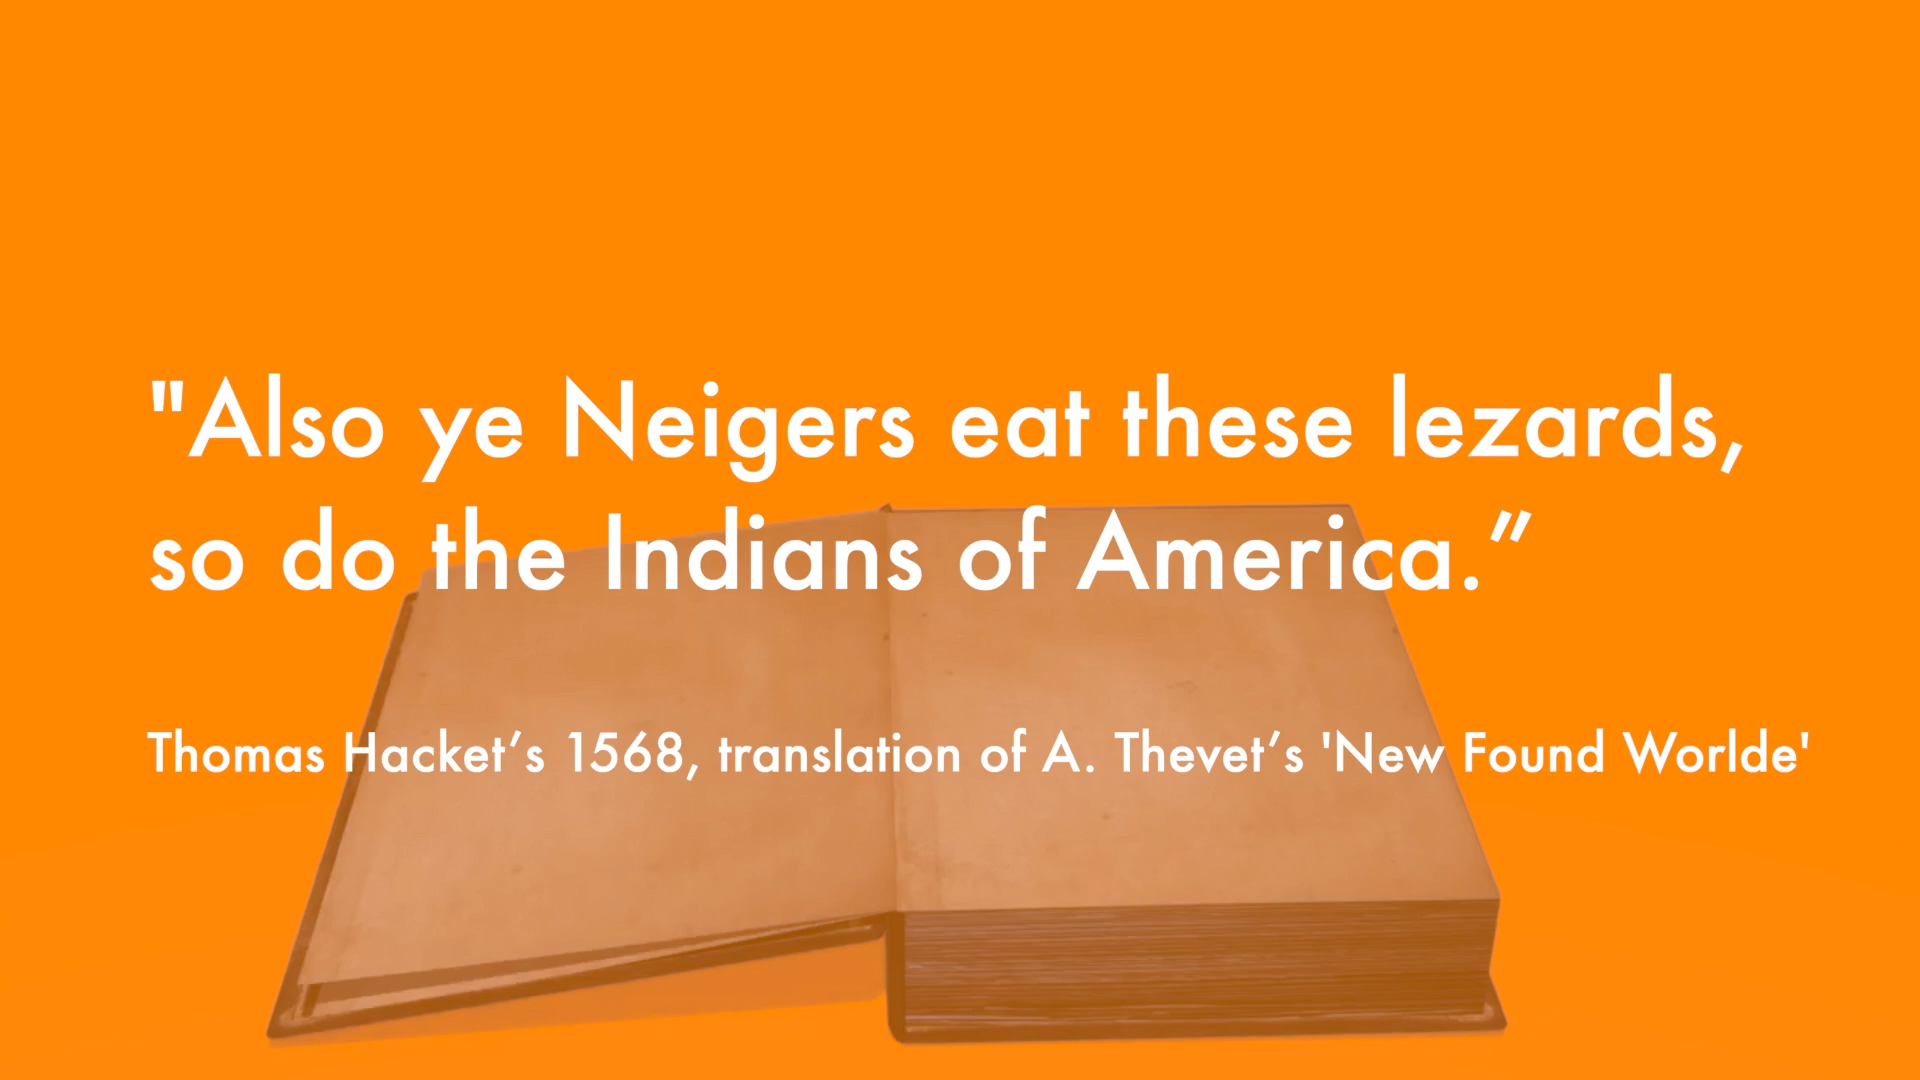 "Also ye Neigers eat these lezards,
so do the Indians of America.”
Thomas Hacket’s 1568, translation of A. Thevet’s 'New Found Worlde'